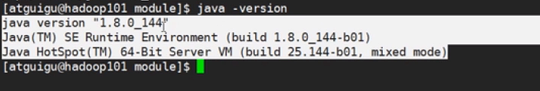 [atguigu@hadoop101 module]$ java -version
java version "1.8.0_144"
Java(TM) SE Runtime Environment (build 1.8.0_144-b01)
Java HotSpot(TM) 64-Bit Server VM (build 25.144-b01, mixed mode)
[atguigu@hadoop101 module]$